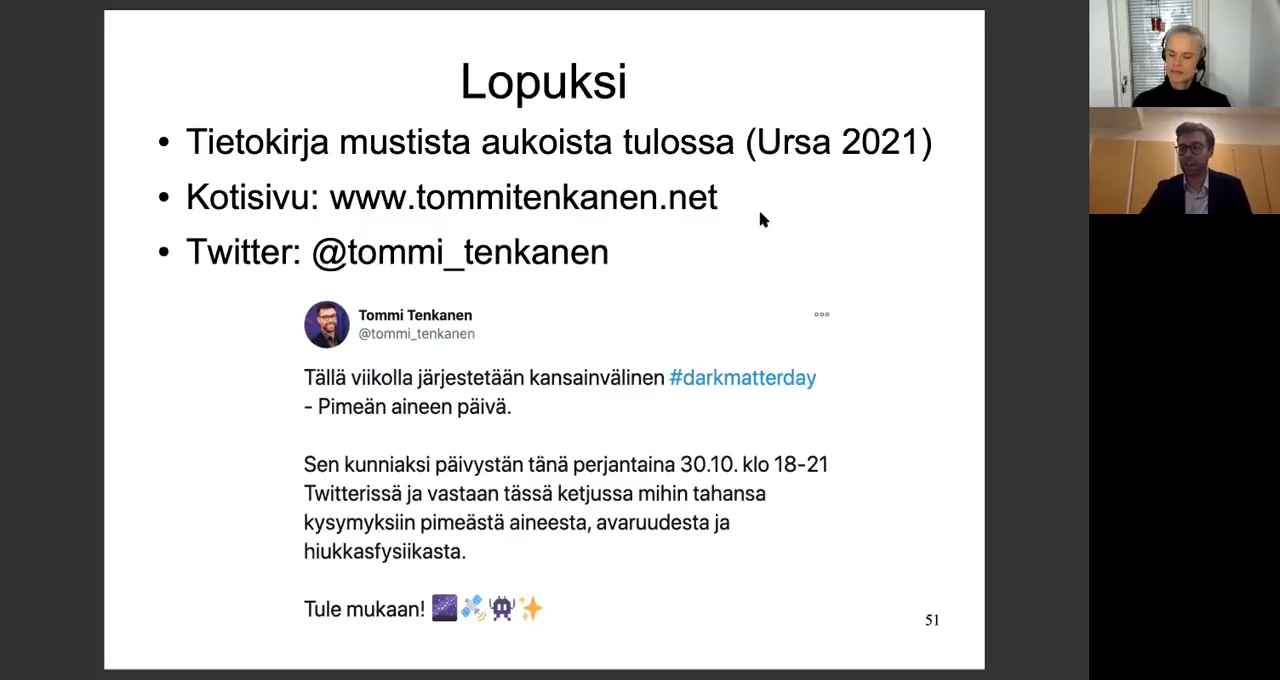 Lopuksi
• Tietokirja mustista aukoista tulossa (Ursa 2021)
• Kotisivu: www.tommitenkanen.net
• Twitter: @tommi_tenkanen
Tommi Tenkanen
@tommi_tenkanen
Tällä viikolla järjestetään kansainvälinen #darkmatterday
- Pimeän aineen päivä.
Sen kunniaksi päivystän tänä perjantaina 30.10. klo 18-21
Twitterissä ja vastaan tässä ketjussa mihin tahansa
kysymyksiin pimeästä aineesta, avaruudesta ja
hiukkasfysiikasta.
Tule mukaan! 🌌🛰️👾✨
51